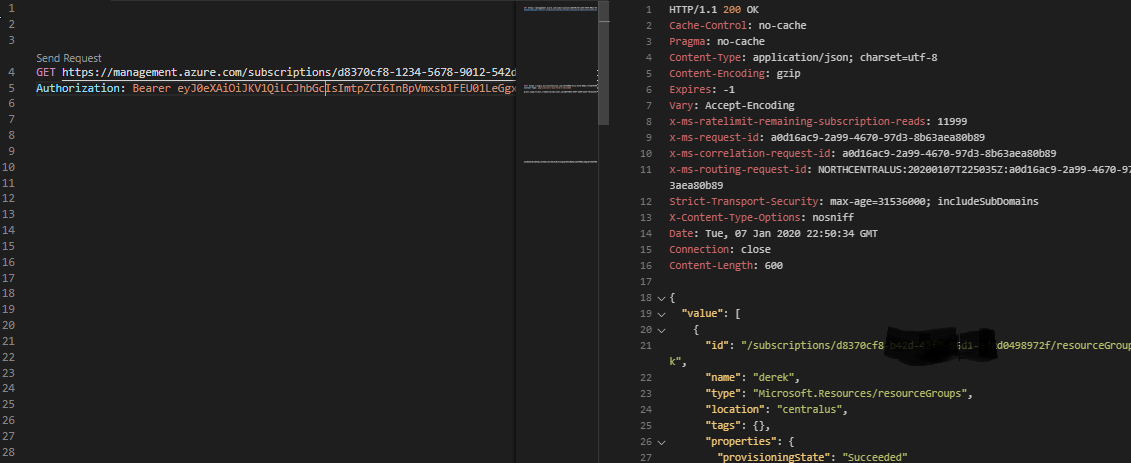 1
2
3
Send Request
4 GET https://management.azure.com/subscriptions/d8370cf8-1234-5678-9012-542d
5 Authorization: Bearer eyJ0eXAiOiJKV1QiLCJhbGcIsImtpZCI6InBpVmxsb1FEU01LeGgx
6
7
8
9
10
11
12
13
14
15
16
17
18
19
20
21
22
23
24
25
26
27
28
1 HTTP/1.1 200 OK
2 Cache-Control: no-cache
3 Pragma: no-cache
4 Content-Type: application/json; charset=utf-8
5 Content-Encoding: gzip
6 Expires: -1
7 Vary: Accept-Encoding
8 x-ms-ratelimit-remaining-subscription-reads: 11999
9 x-ms-request-id: a0d16ac9-2a99-4670-97d3-8b63aea80b89
10 x-ms-correlation-request-id: a0d16ac9-2a99-4670-97d3-8b63aea80b89
11 x-ms-routing-request-id: NORTHCENTRALUS:20200107T225035Z:a0d16ac9-2a99-4670-97
3aea80b89
12 Strict-Transport-Security: max-age=31536000; includeSubDomains
13 X-Content-Type-Options: nosniff
14 Date: Tue, 07 Jan 2020 22:50:34 GMT
15 Connection: close
16 Content-Length: 600
17
18 {
19 "value": [
20 {
21 "id": "/subscriptions/d8370cf8 d0498972f/resourceGrou
k",
22 "name": "derek",
23 "type": "Microsoft.Resources/resourceGroups",
24 "location": "centralus",
25 "tags": {},
26 "properties": {
27 "provisioningState": "Succeeded"